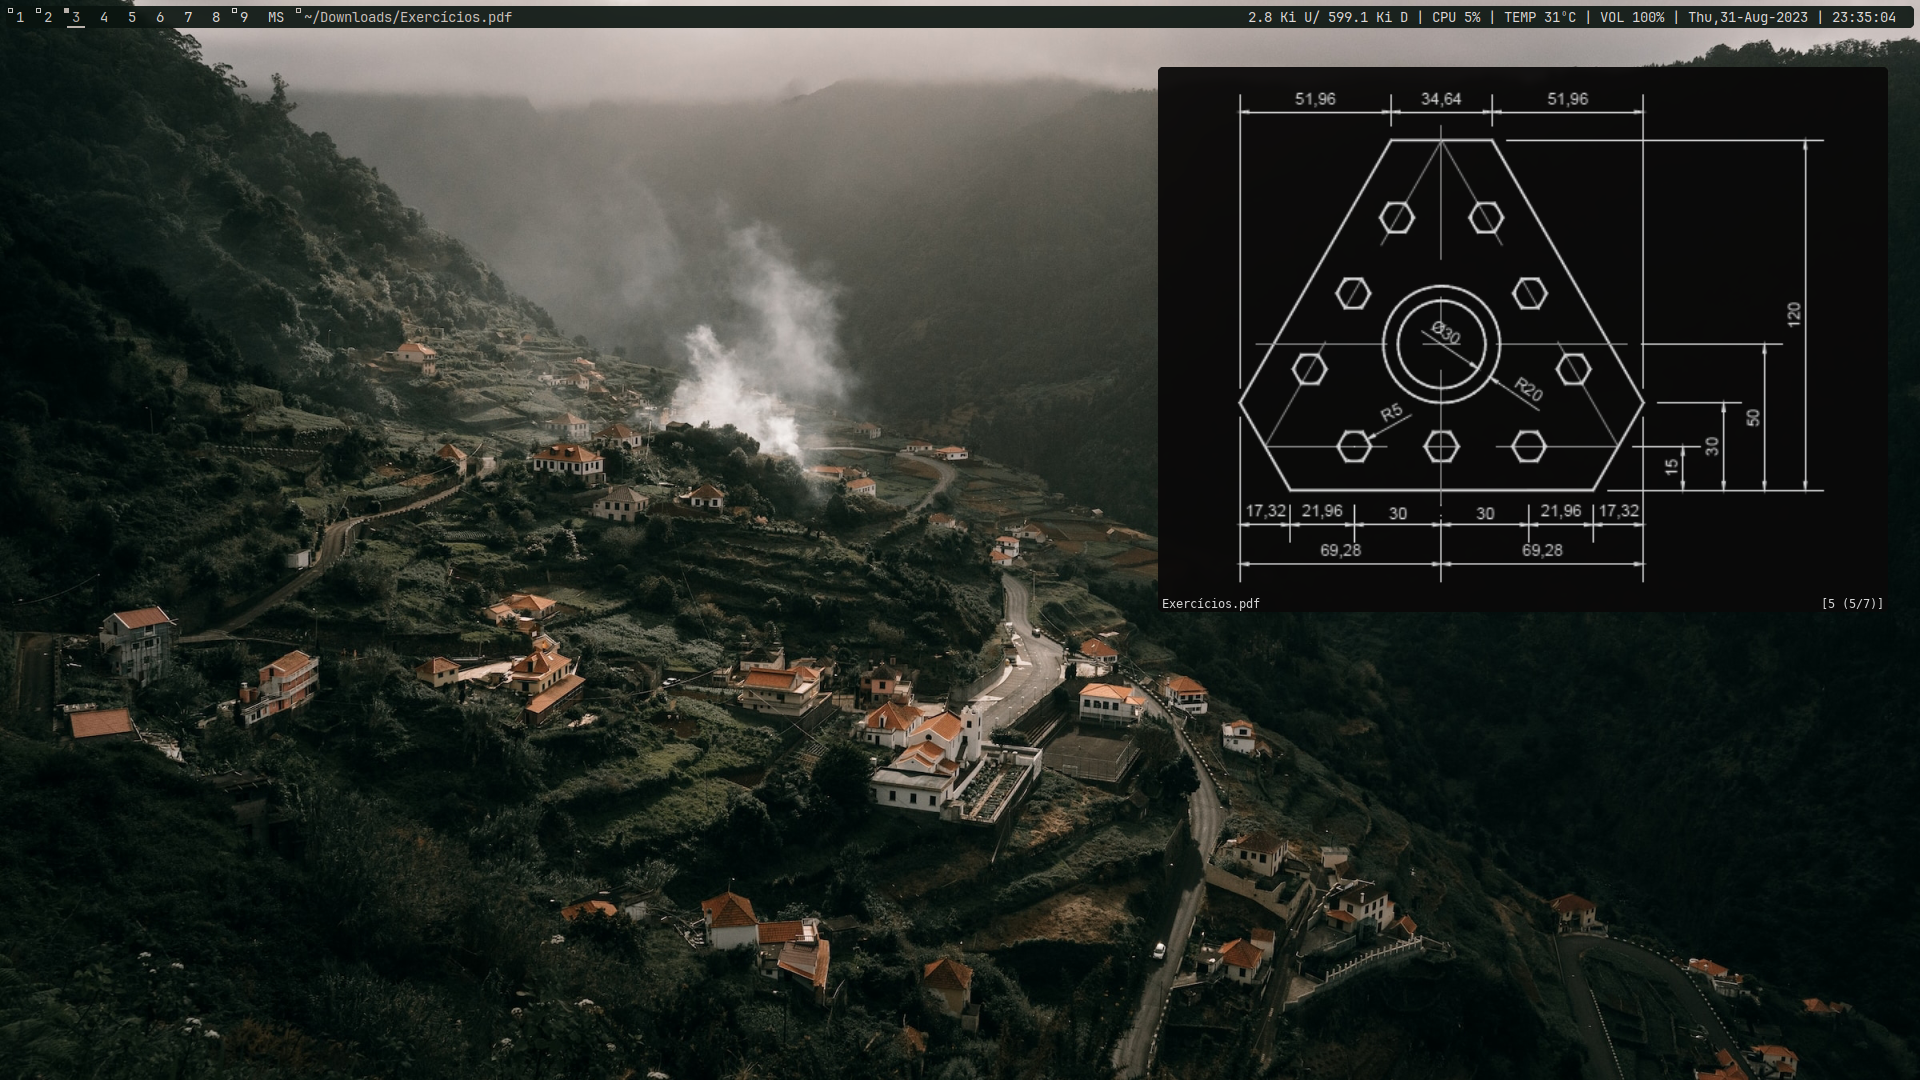 1 2 3 4 5 6 7 8 9 MS ~/Downloads/Exercícios.pdf 2.8 Ki U/ 599.1 Ki D | CPU 5% | TEMP 31°C | VOL 100% | Thu,31-Aug-2023 | 23:35:04
51,96 34,64 51,96
120
Ø30
R20
R5
50
30
15
17,32 21,96 30 30 21,96 17,32
69,28 69,28
Exercícios.pdf [5 (5/7)]